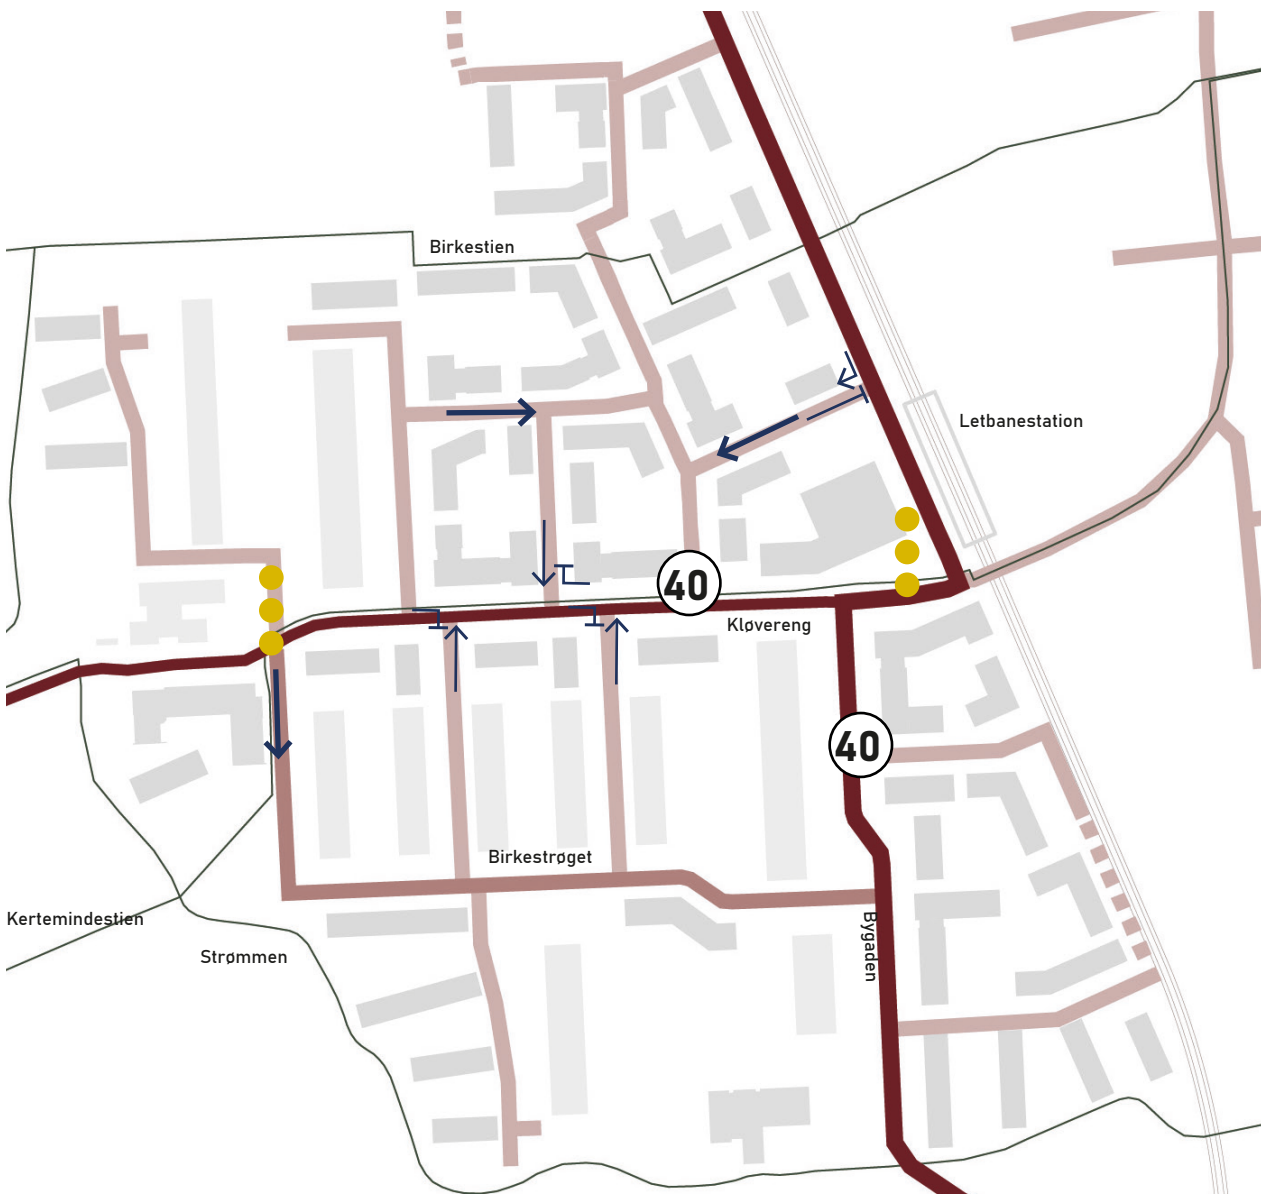 Birkestien
Letbanestation
40
Kløvereng
40
Birkestrøget
Kertemindestien
Bygaden
Strømmen